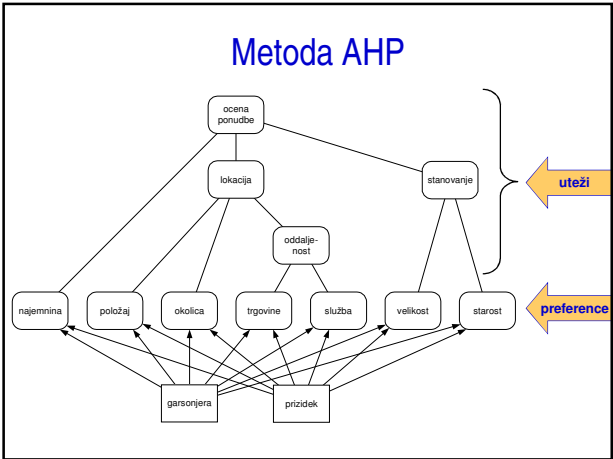 Metoda AHP
ocena
ponudbe
lokacija
stanovanje
uteži
oddalje-
nost
najemnina
položaj
okolica
trgovine
služba
velikost
starost
preference
garsonjera
prizidek